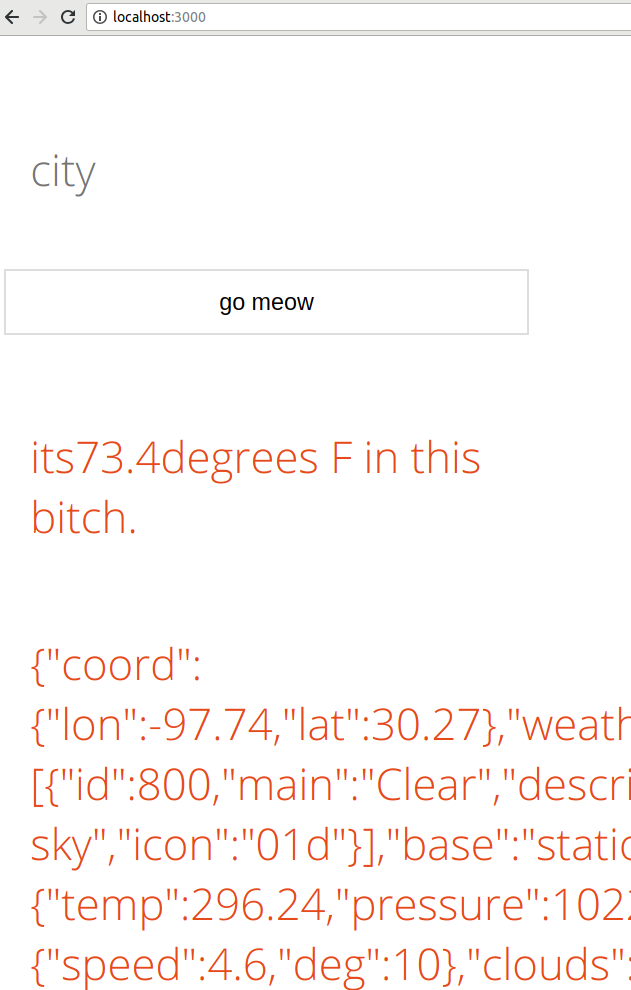 localhost:3000
city
go meow
its73.4degrees F in this
bitch.
{"coord":
{"lon":-97.74,"lat":30.27},"weath
[{"id":800,"main":"Clear","descri
sky","icon":"01d"}],"base":"static
{"temp":296.24,"pressure":102
{"speed":4.6,"deg":10},"clouds":